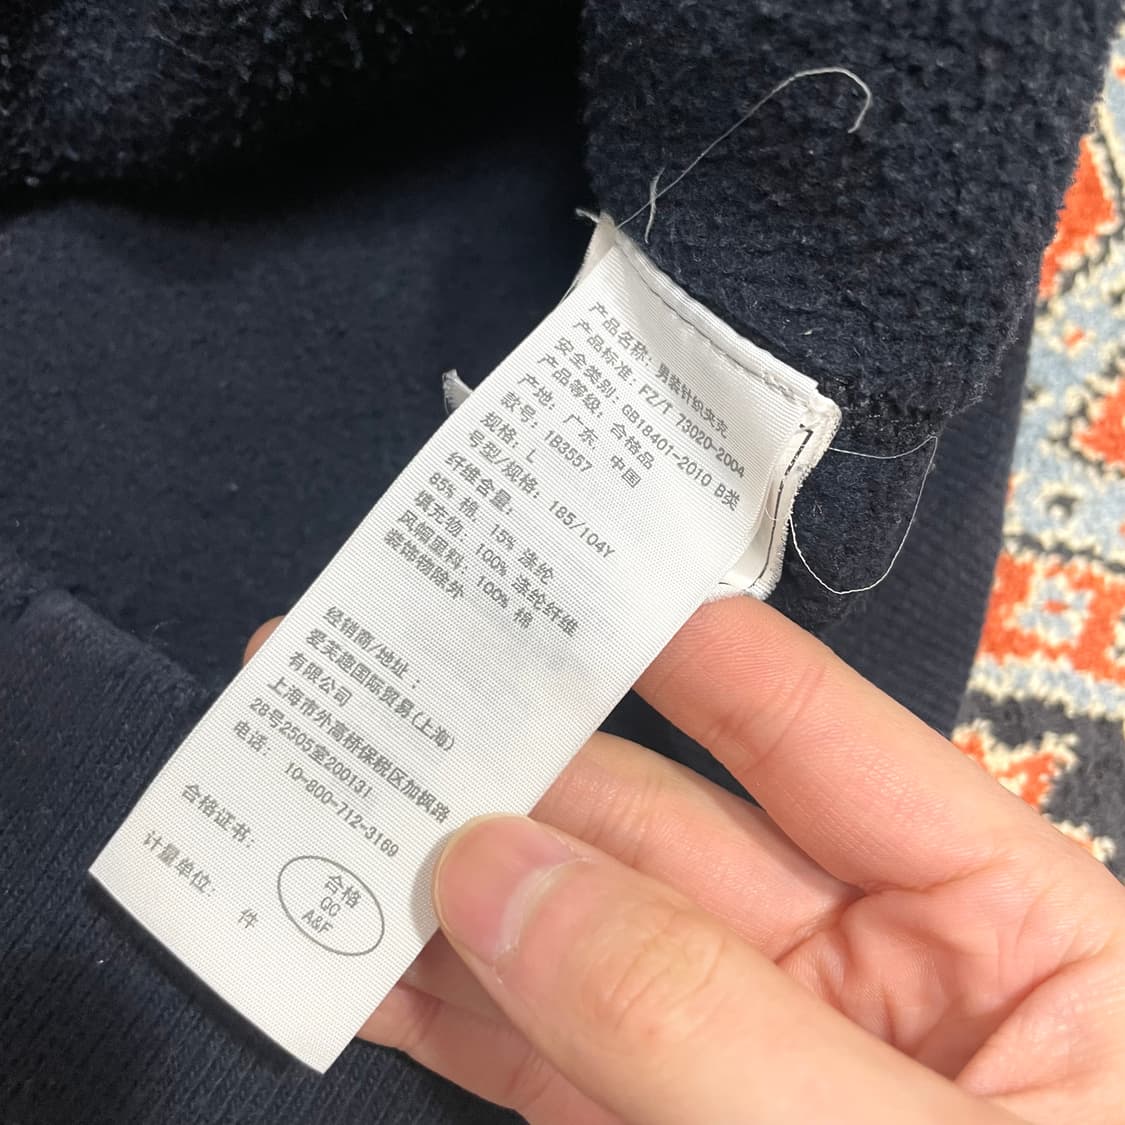 产品名称: 男装针织夹克
产品标准: FZ/T 73020-2004
安全类别: GB18401-2010 B类
产品等级: 合格品
产地: 广东, 中国
款号: 1B3557
规格: L
号型/规格: 185/104Y
纤维含量:
85% 棉, 15% 涤纶
填充物: 100% 涤纶纤维
风帽里料: 100% 棉
装饰物除外
经销商/地址:
爱芙趣国际贸易(上海)
有限公司
上海市外高桥保税区加枫路
28号2505室200131
电话:
10-800-712-3169
合格证书:
合格
QC
A&F
计量单位:
件